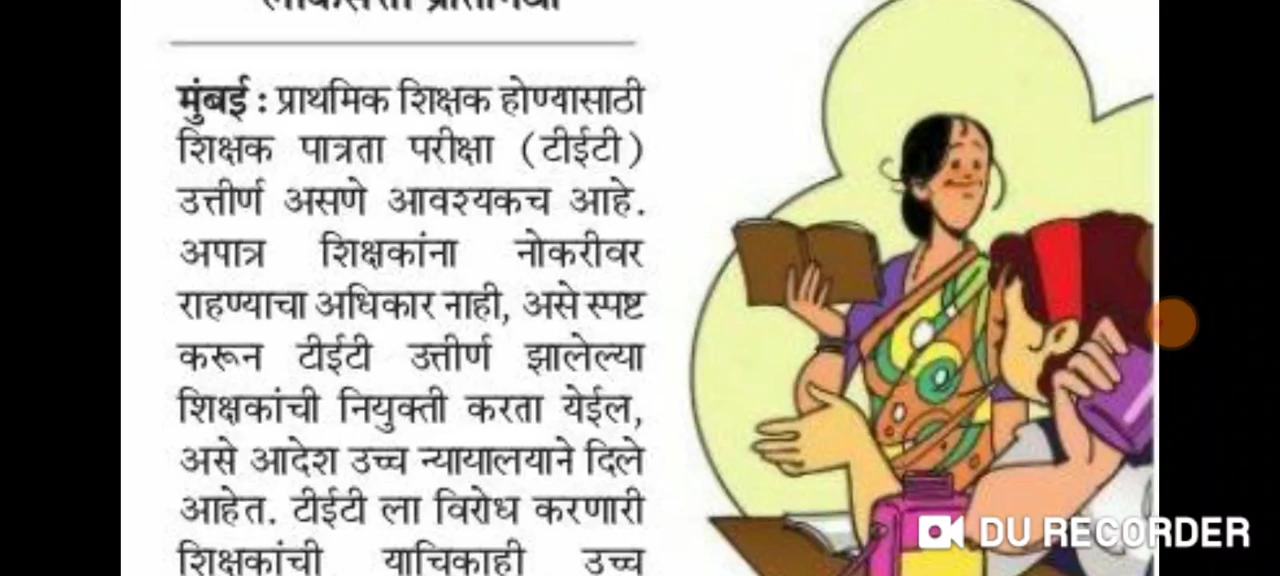 मुंबई : प्राथमिक शिक्षक होण्यासाठी
शिक्षक पात्रता परीक्षा (टीईटी)
उत्तीर्ण असणे आवश्यकच आहे.
अपात्र शिक्षकांना नोकरीवर
राहण्याचा अधिकार नाही, असे स्पष्ट
करून टीईटी उत्तीर्ण झालेल्या
शिक्षकांची नियुक्ती करता येईल,
असे आदेश उच्च न्यायालयाने दिले
आहेत. टीईटी ला विरोध करणारी
शिक्षकांची याचिकाही उच्च
DU RECORDER